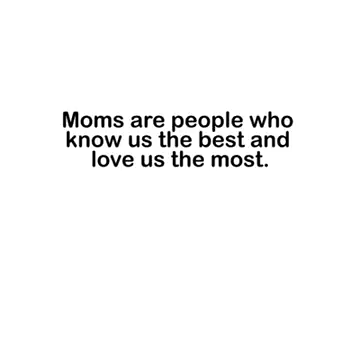 Moms are people who
know us the best and
love us the most.